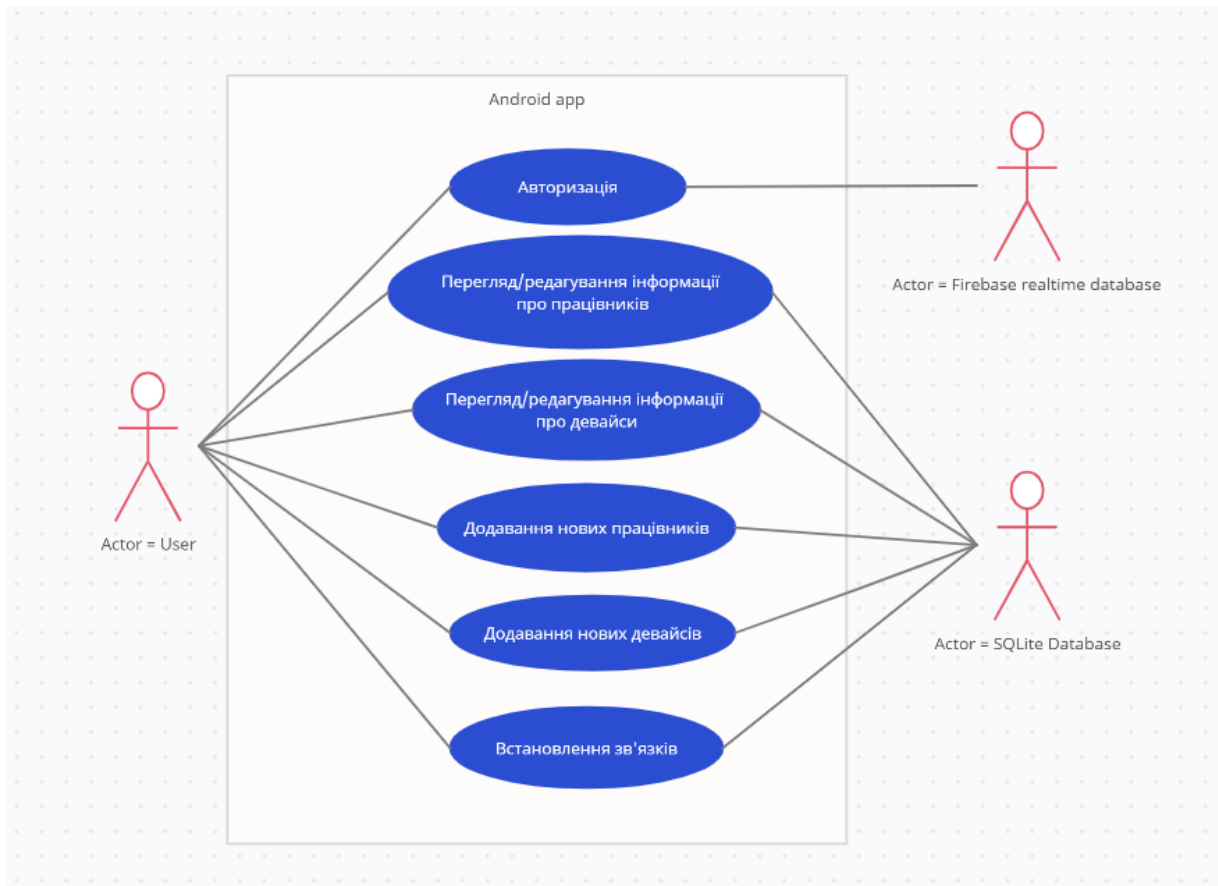 Android app
Авторизація
Actor = Firebase realtime database
Перегляд/редагування інформації
про працівників
Перегляд/редагування інформації
про девайси
Actor = User
Додавання нових працівників
Додавання нових девайсів
Actor = SQLite Database
Встановлення зв'язків